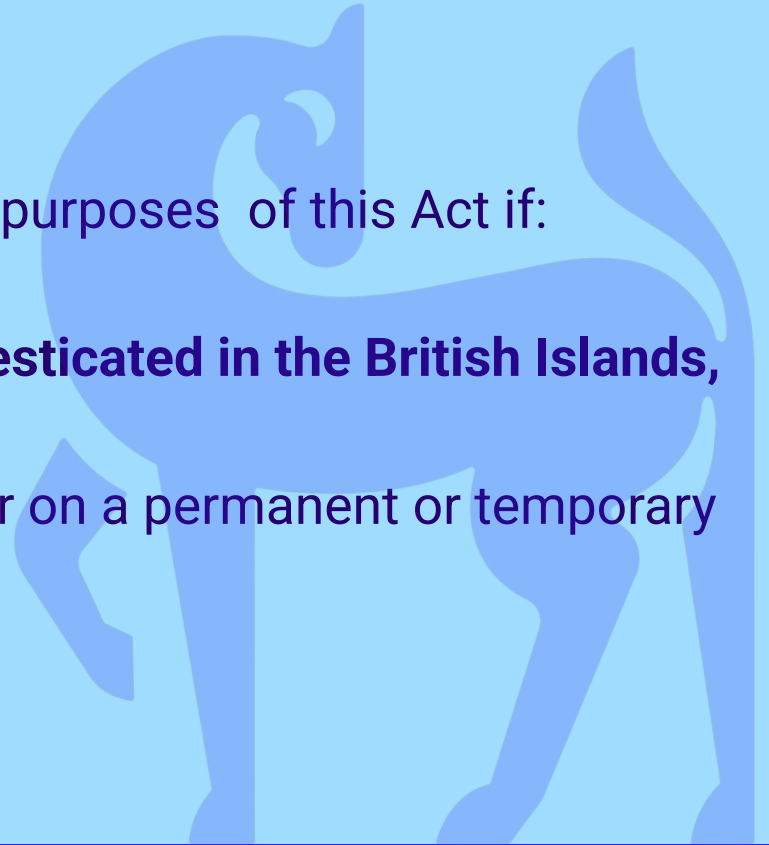 purposes  of this Act if:
esticated in the British Islands,
r on a permanent or temporary